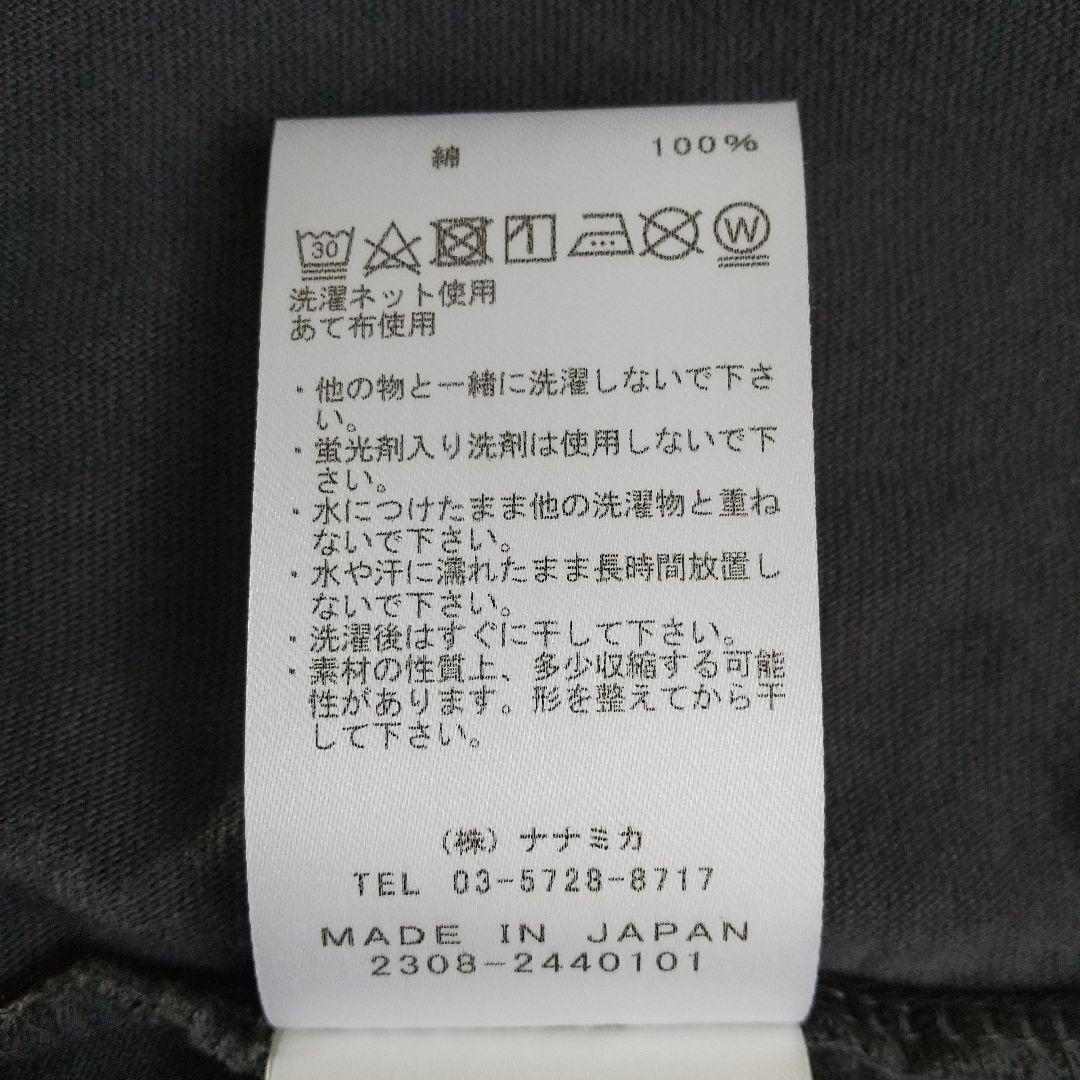 綿 100%
30 W
洗濯ネット使用
あて布使用
・他の物と一緒に洗濯しないで下さ
い。
・蛍光剤入り洗剤は使用しないで下
さい。
・水につけたまま他の洗濯物と重ね
ないで下さい。
・水や汗に濡れたまま長時間放置し
ないで下さい。
・洗濯後はすぐに干して下さい。
・素材の性質上、多少収縮する可能
性があります。形を整えてから干
して下さい。
(株) ナナミカ
TEL 03-5728-8717
MADE IN JAPAN
2308-2440101